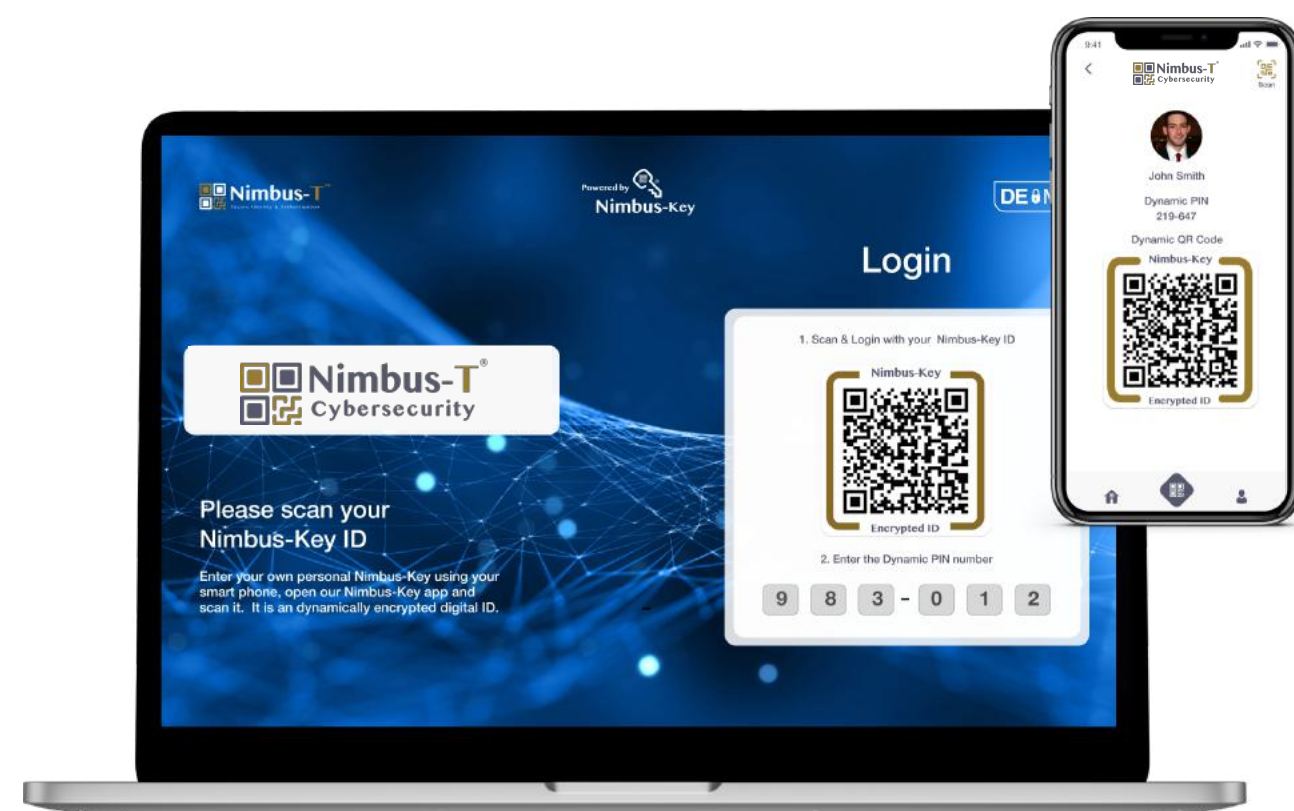 Nimbus-T
Powered by
Nimbus-Key
Login
Nimbus-T®
Cybersecurity
Please scan your
Nimbus-Key ID
Enter your own personal Nimbus-Key using your
smart phone, open our Nimbus-Key app and
scan it. It is an dynamically encrypted digital ID.
1. Scan & Login with your Nimbus-Key ID
Nimbus-Key
Encrypted ID
2. Enter the Dynamic PIN number
9 8 3 - 0 1 2
9:41
Nimbus-T
Cybersecurity
Scan
John Smith
Dynamic PIN
219-647
Dynamic QR Code
Nimbus-Key
Encrypted ID